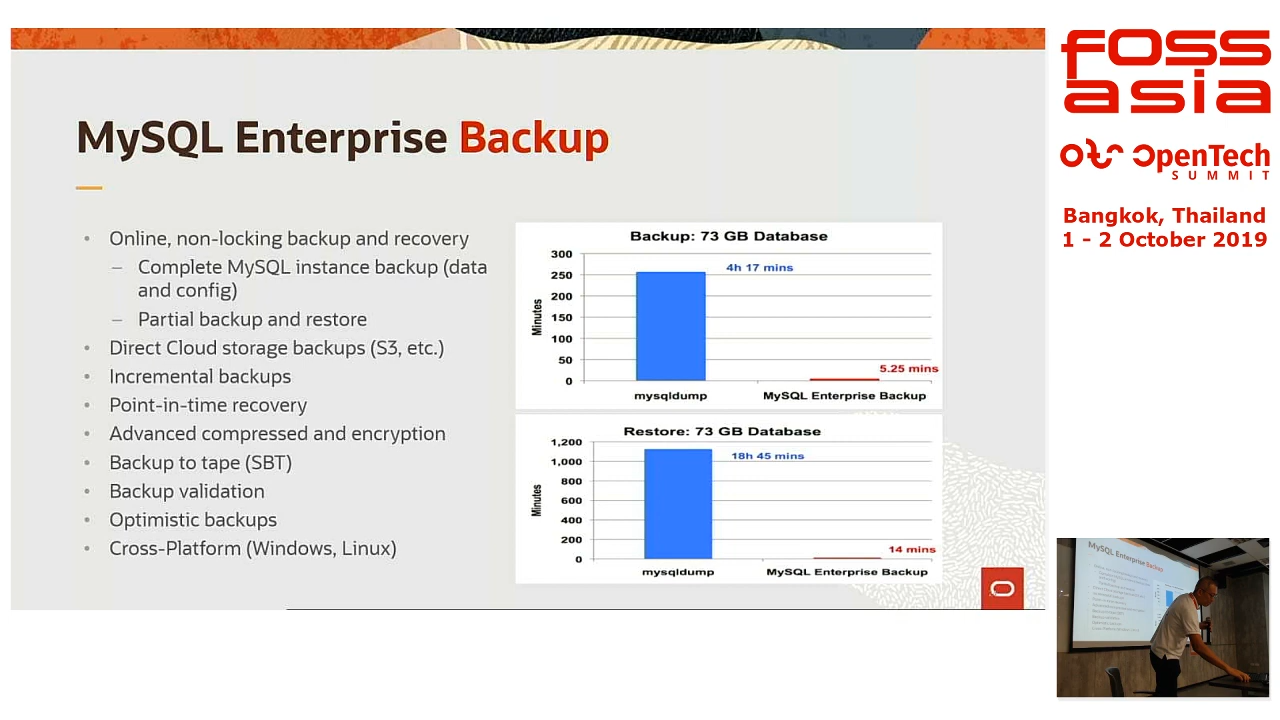 MySQL Enterprise Backup
• Online, non-locking backup and recovery
– Complete MySQL instance backup (data
and config)
– Partial backup and restore
• Direct Cloud storage backups (S3, etc.)
• Incremental backups
• Point-in-time recovery
• Advanced compressed and encryption
• Backup to tape (SBT)
• Backup validation
• Optimistic backups
• Cross-Platform (Windows, Linux)
Backup: 73 GB Database
Minutes
300
250
200
150
100
50
0
4h 17 mins
5.25 mins
mysqldump
MySQL Enterprise Backup
Restore: 73 GB Database
Minutes
1,200
1,000
800
600
400
200
0
18h 45 mins
14 mins
mysqldump
MySQL Enterprise Backup
foss
asia
OpenTech
SUMMIT
Bangkok, Thailand
1 - 2 October 2019
MySQL Enterprise Backup